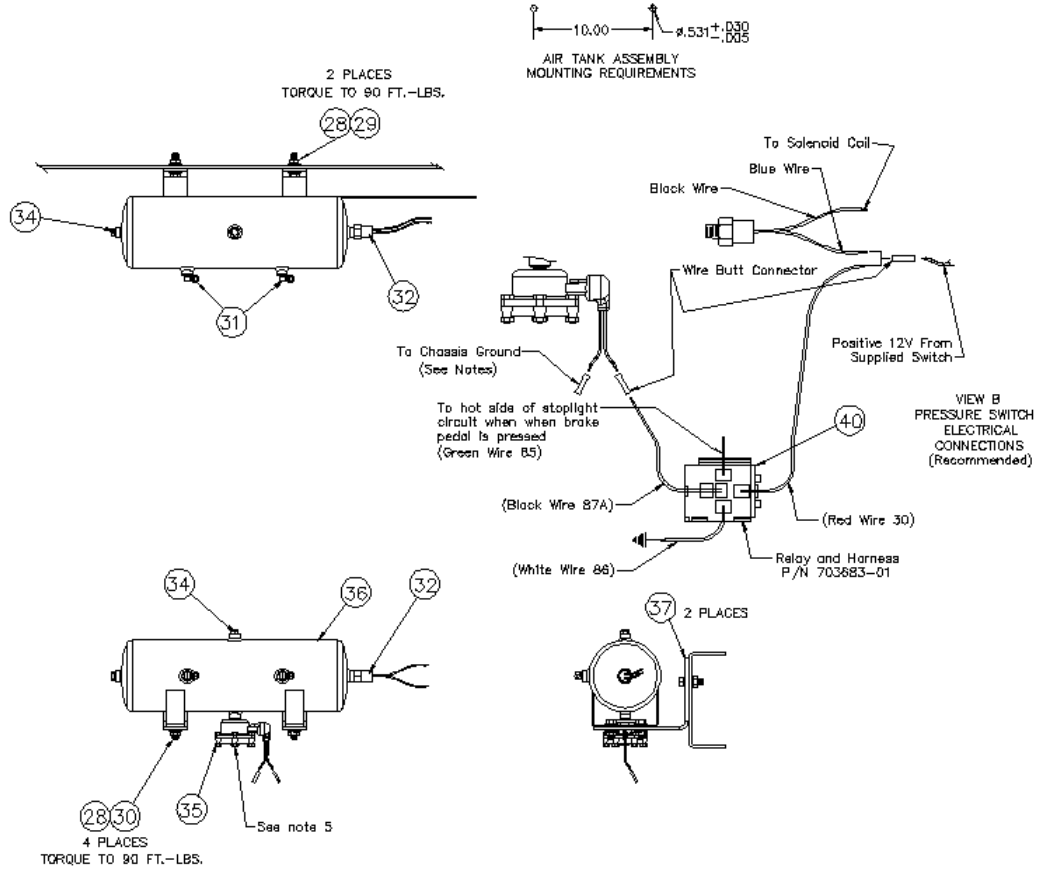 10.00
ø.531 +.030 -.005
AIR TANK ASSEMBLY
MOUNTING REQUIREMENTS
2 PLACES
TORQUE TO 90 FT.-LBS.
28 29
34
32
31
To Solenoid Coil
Blue Wire
Black Wire
Wire Butt Connector
Positive 12V From
Supplied Switch
To Chassis Ground
(See Notes)
To hot side of stoplight
circuit when when brake
pedal is pressed
(Green Wire 85)
40
VIEW B
PRESSURE SWITCH
ELECTRICAL
CONNECTIONS
(Recommended)
(Black Wire 87A)
(Red Wire 30)
(White Wire 86)
Relay and Harness
P/N 703683-01
34
36
32
37 2 PLACES
28 30
35
See note 5
4 PLACES
TORQUE TO 90 FT.-LBS.